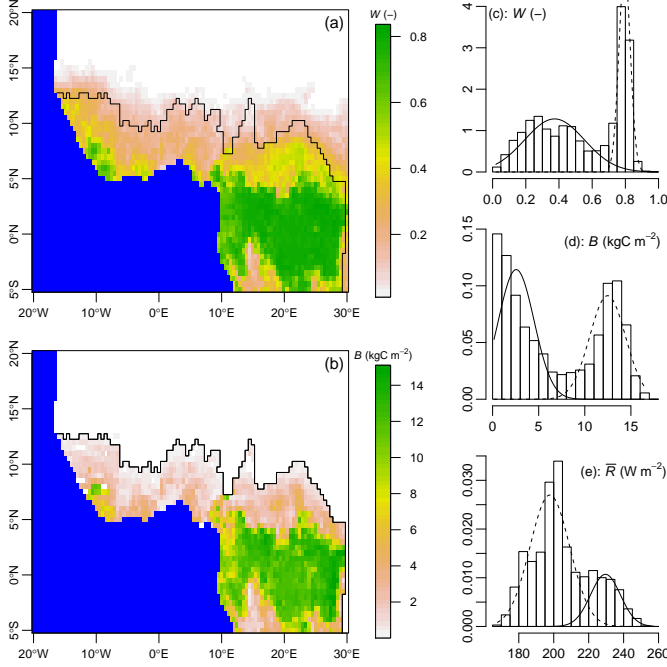 (a)
W (−)
20°N
15°N
10°N
5°N
0°N
5°S
20°W
10°W
0°E
10°E
20°E
30°E
0.8
0.6
0.4
0.2
(b)
B (kgC m⁻²)
20°N
15°N
10°N
5°N
0°N
5°S
20°W
10°W
0°E
10°E
20°E
30°E
14
12
10
8
6
4
2
(c): W (−)
4
3
2
1
0
0.0
0.2
0.4
0.6
0.8
1.0
(d): B (kgC m⁻²)
0.15
0.10
0.05
0.00
0
5
10
15
(e): R̅ (W m⁻²)
0.030
0.020
0.010
0.000
180
200
220
240
260